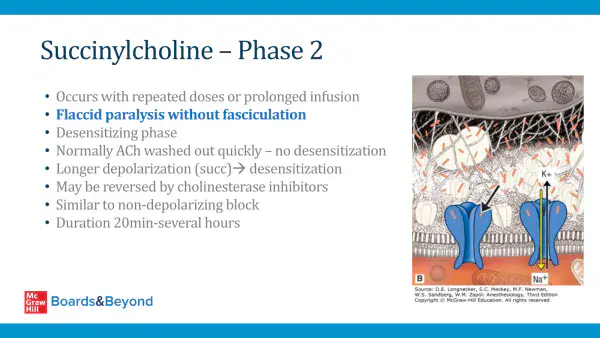 Succinylcholine – Phase 2
• Occurs with repeated doses or prolonged infusion
• Flaccid paralysis without fasciculation
• Desensitizing phase
• Normally ACh washed out quickly – no desensitization
• Longer depolarization (succ)→ desensitization
• May be reversed by cholinesterase inhibitors
• Similar to non-depolarizing block
• Duration 20min-several hours
K+
Na+
B
Source: D.E. Longnecker, S.C. Mackey, M.F. Newman,
W.S. Sandberg, W.M. Zapol: Anesthesiology, Third Edition
Copyright © McGraw-Hill Education. All rights reserved.
Mc
Graw
Hill
Boards&Beyond